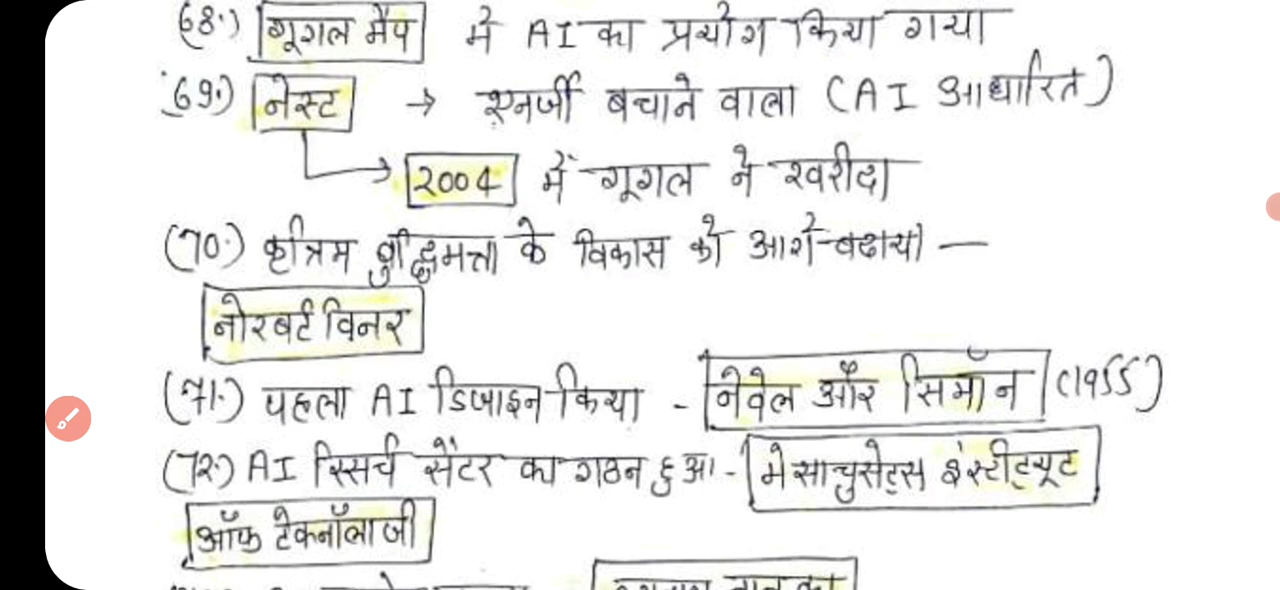 (68.) गूगल मैप में AI का प्रयोग किया गया
(69.) नेस्ट → एनर्जी बचाने वाला (AI आधारित)
→ 2004 में गूगल ने खरीदा
(70.) कृत्रिम बुद्धिमत्ता के विकास को आगे बढाया —
नोरबर्ट विनर
(71.) पहला AI डिजाइन किया - नेवेल और सिमॉन (1955)
(72.) AI रिसर्च सेंटर का गठन हुआ - मेसाचुसेट्स इंस्टीट्यूट
ऑफ टेकनॉलाजी